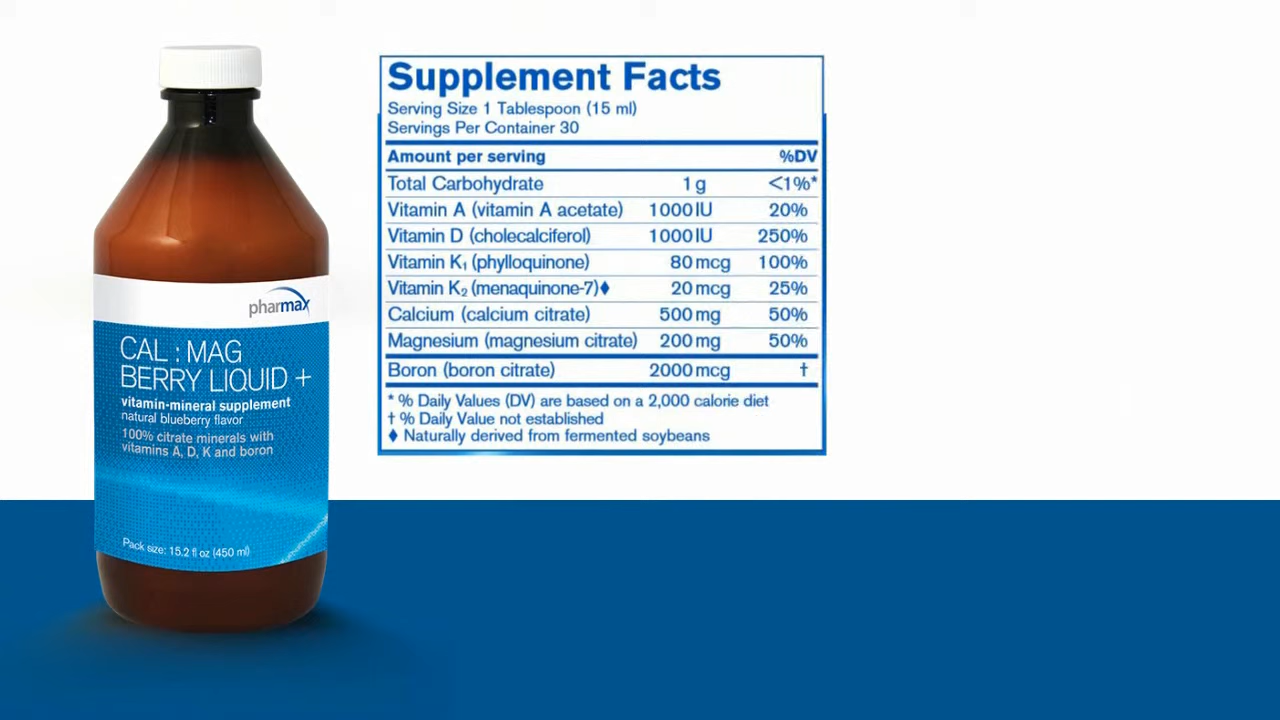 pharmax
CAL : MAG
BERRY LIQUID +
vitamin-mineral supplement
natural blueberry flavor
100% citrate minerals with
vitamins A, D, K and boron
Pack size: 15.2 fl oz (450 ml)
Supplement Facts
Serving Size 1 Tablespoon (15 ml)
Servings Per Container 30
Amount per serving %DV
Total Carbohydrate 1 g <1%*
Vitamin A (vitamin A acetate) 1000 IU 20%
Vitamin D (cholecalciferol) 1000 IU 250%
Vitamin K₁ (phylloquinone) 80 mcg 100%
Vitamin K₂ (menaquinone-7)♦ 20 mcg 25%
Calcium (calcium citrate) 500 mg 50%
Magnesium (magnesium citrate) 200 mg 50%
Boron (boron citrate) 2000 mcg †
* % Daily Values (DV) are based on a 2,000 calorie diet
† % Daily Value not established
♦ Naturally derived from fermented soybeans